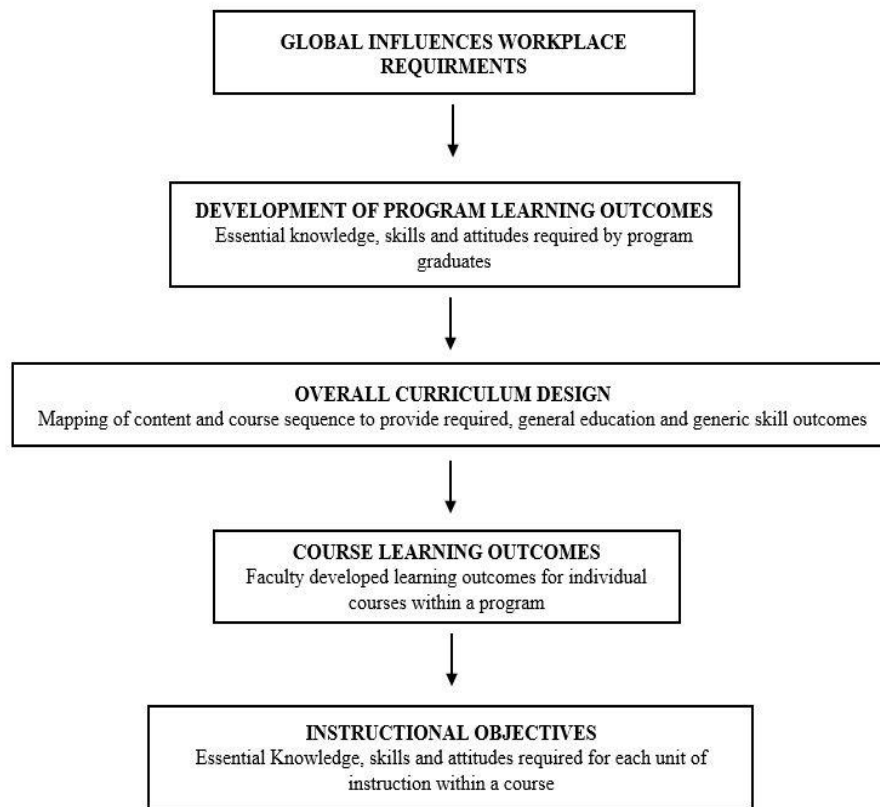 GLOBAL INFLUENCES WORKPLACE
REQUIRMENTS
DEVELOPMENT OF PROGRAM LEARNING OUTCOMES
Essential knowledge, skills and attitudes required by program
graduates
OVERALL CURRICULUM DESIGN
Mapping of content and course sequence to provide required, general education and generic skill outcomes
COURSE LEARNING OUTCOMES
Faculty developed learning outcomes for individual
courses within a program
INSTRUCTIONAL OBJECTIVES
Essential Knowledge, skills and attitudes required for each unit of
instruction within a course